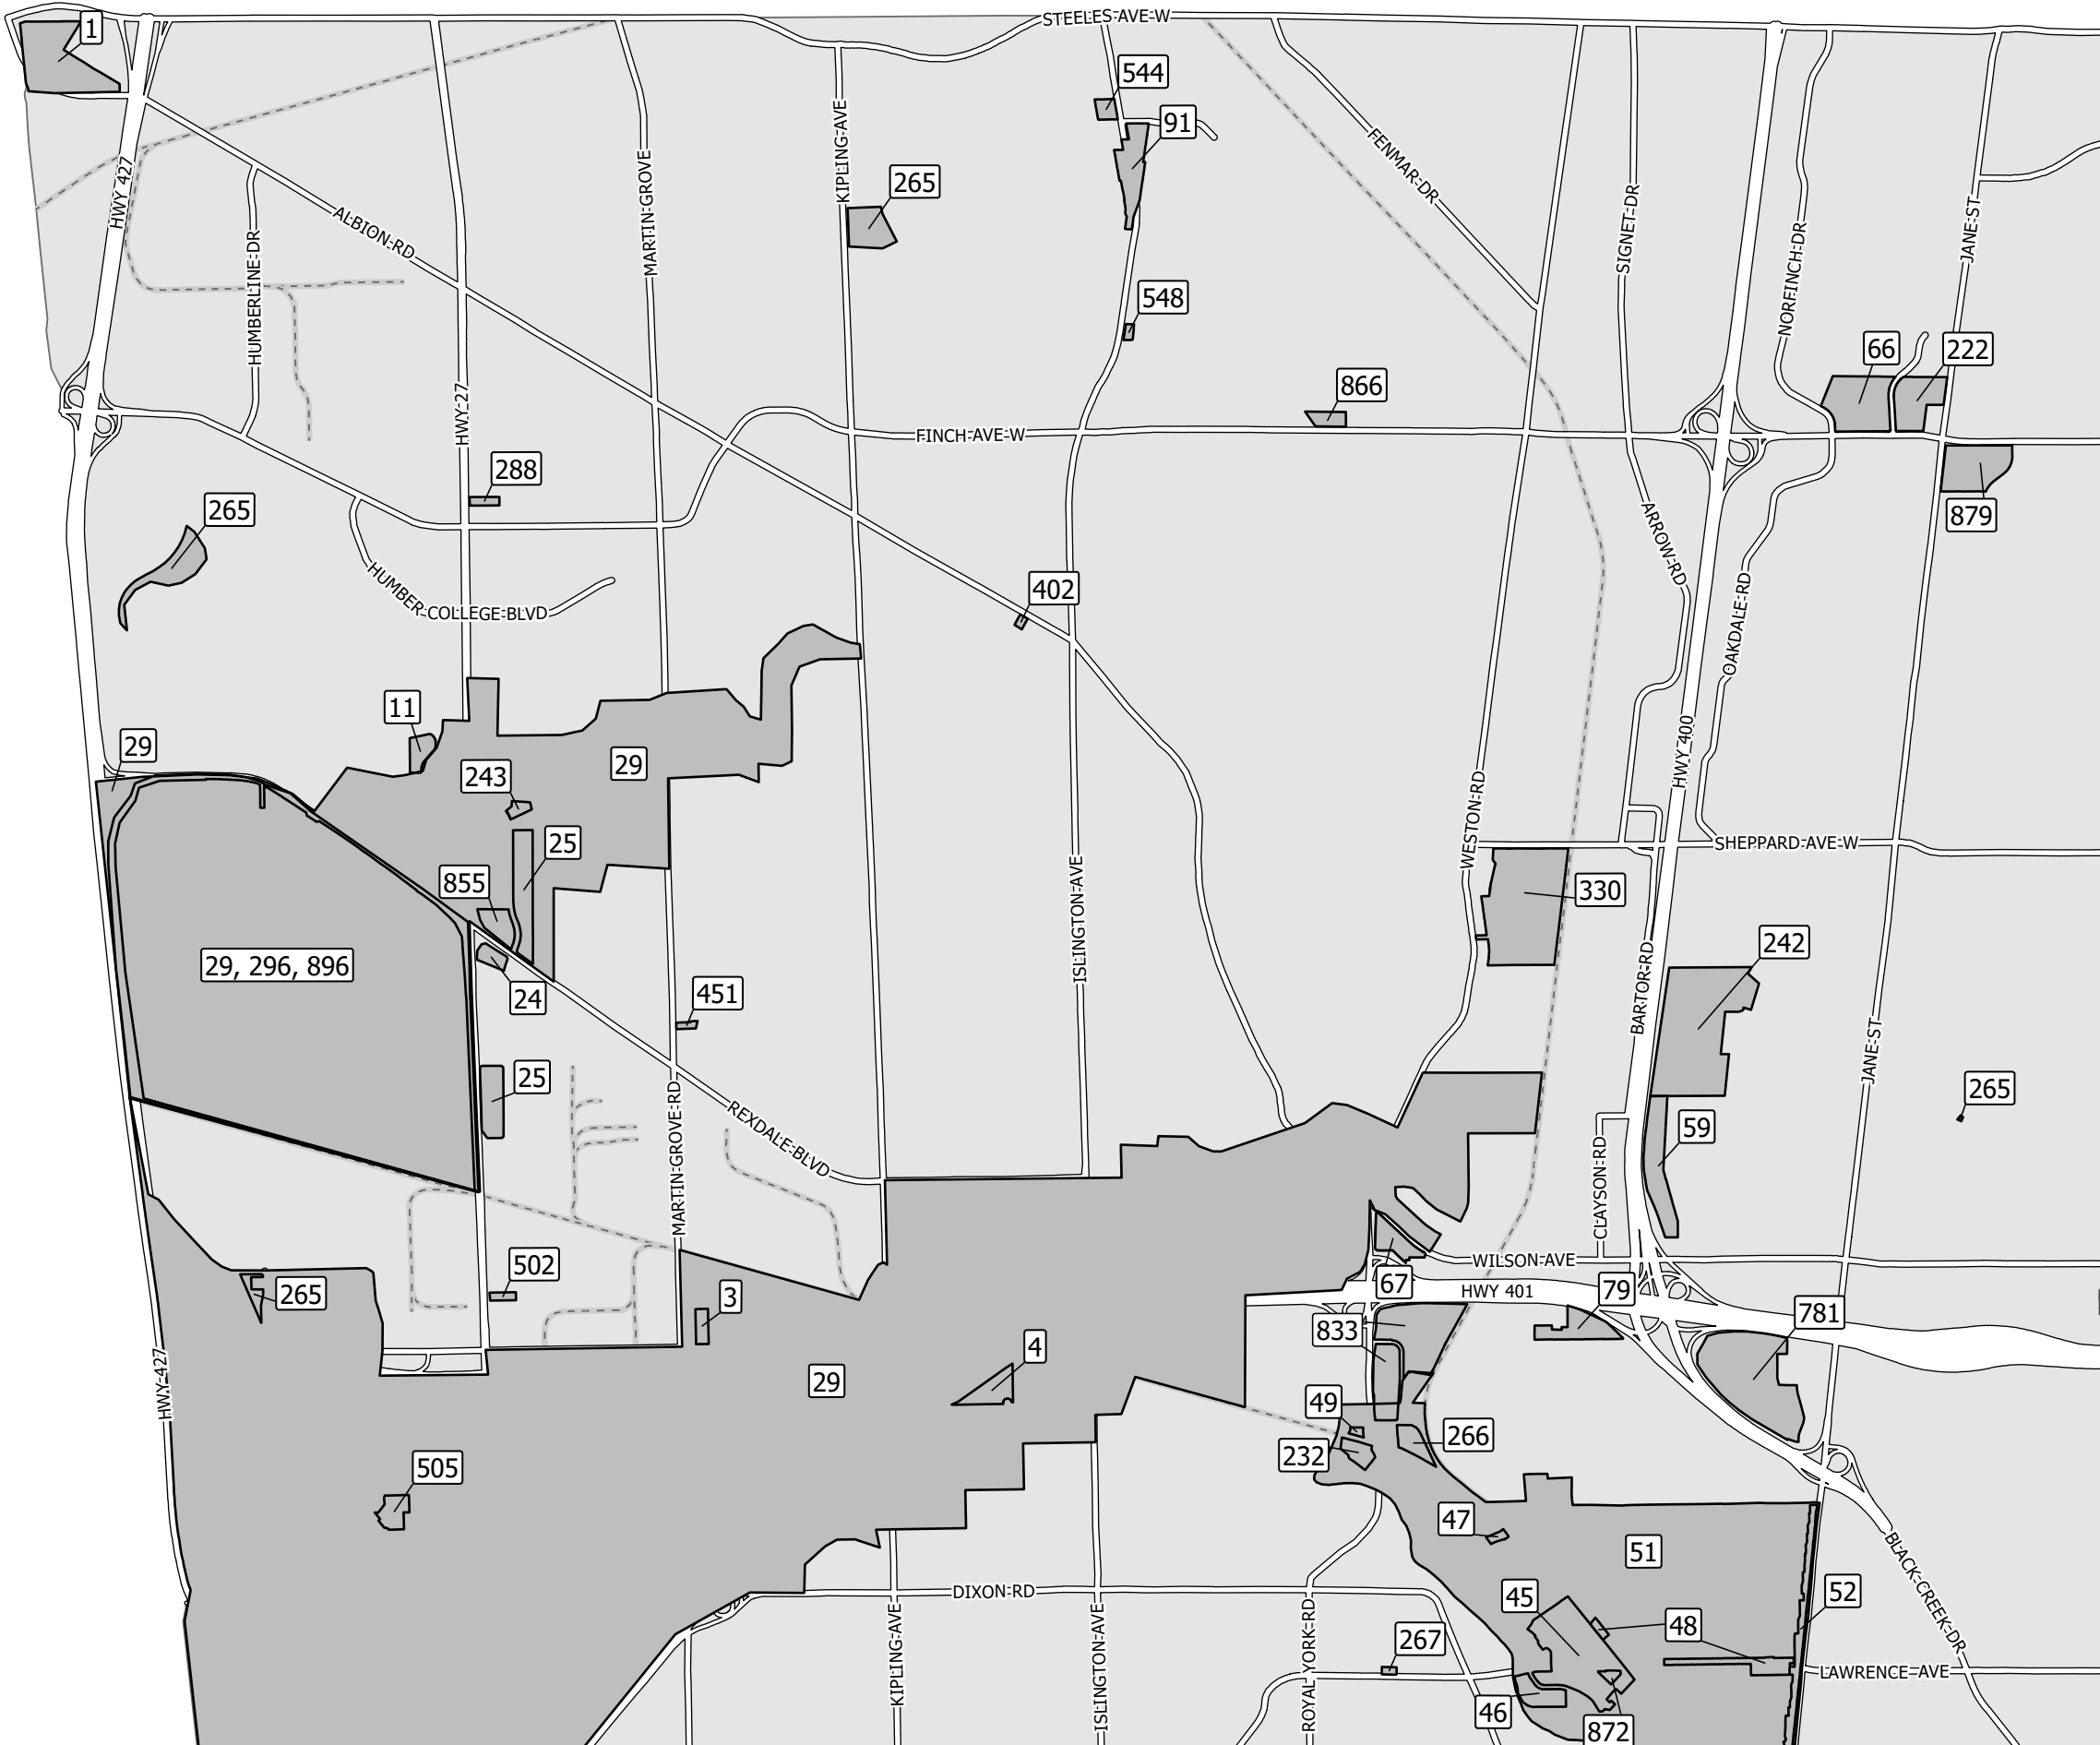 STEELES AVE W
1
544
91
KIPLING-AVE
265
FENMAR-DR
MARTIN-GROVE
HWY 427
SIGNET-DR
JANE-ST
ALBION-RD
HUMBERLINE-DR
NORFINCH-DR
548
66
222
866
HWY-27
FINCH-AVE-W
288
265
879
ARROW-RD
HUMBER-COLLEGE-BLVD
402
OAKDALE-RD
11
29
29
243
HWY 400
WESTON-RD
SHEPPARD-AVE-W
25
855
330
ISLINGTON-AVE
242
29, 296, 896
24
451
BARTOR-RD
JANE-ST
25
265
REXDALE-BLVD
MARTIN-GROVE-RD
59
CLAYSON-RD
502
265
3
WILSON-AVE
67
HWY 401
79
781
833
4
HWY-427
29
49
266
232
505
47
51
BLACK-CREEK-DR
DIXON-RD
45
52
48
KIPLING-AVE
ISLINGTON-AVE
ROYAL-YORK-RD
267
LAWRENCE-AVE
46
872